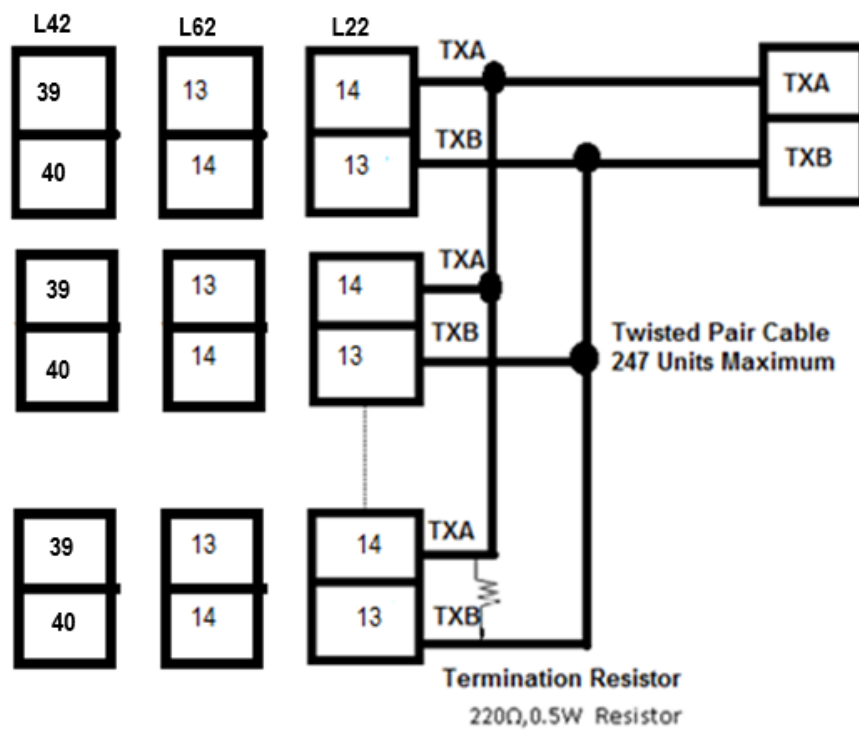 L42 L62 L22
TXA
39 13 14 TXA
TXB
40 14 13 TXB
TXA
39 13 14
TXB
40 14 13
Twisted Pair Cable
247 Units Maximum
TXA
39 13 14
TXB
40 14 13
Termination Resistor
220Ω,0.5W Resistor